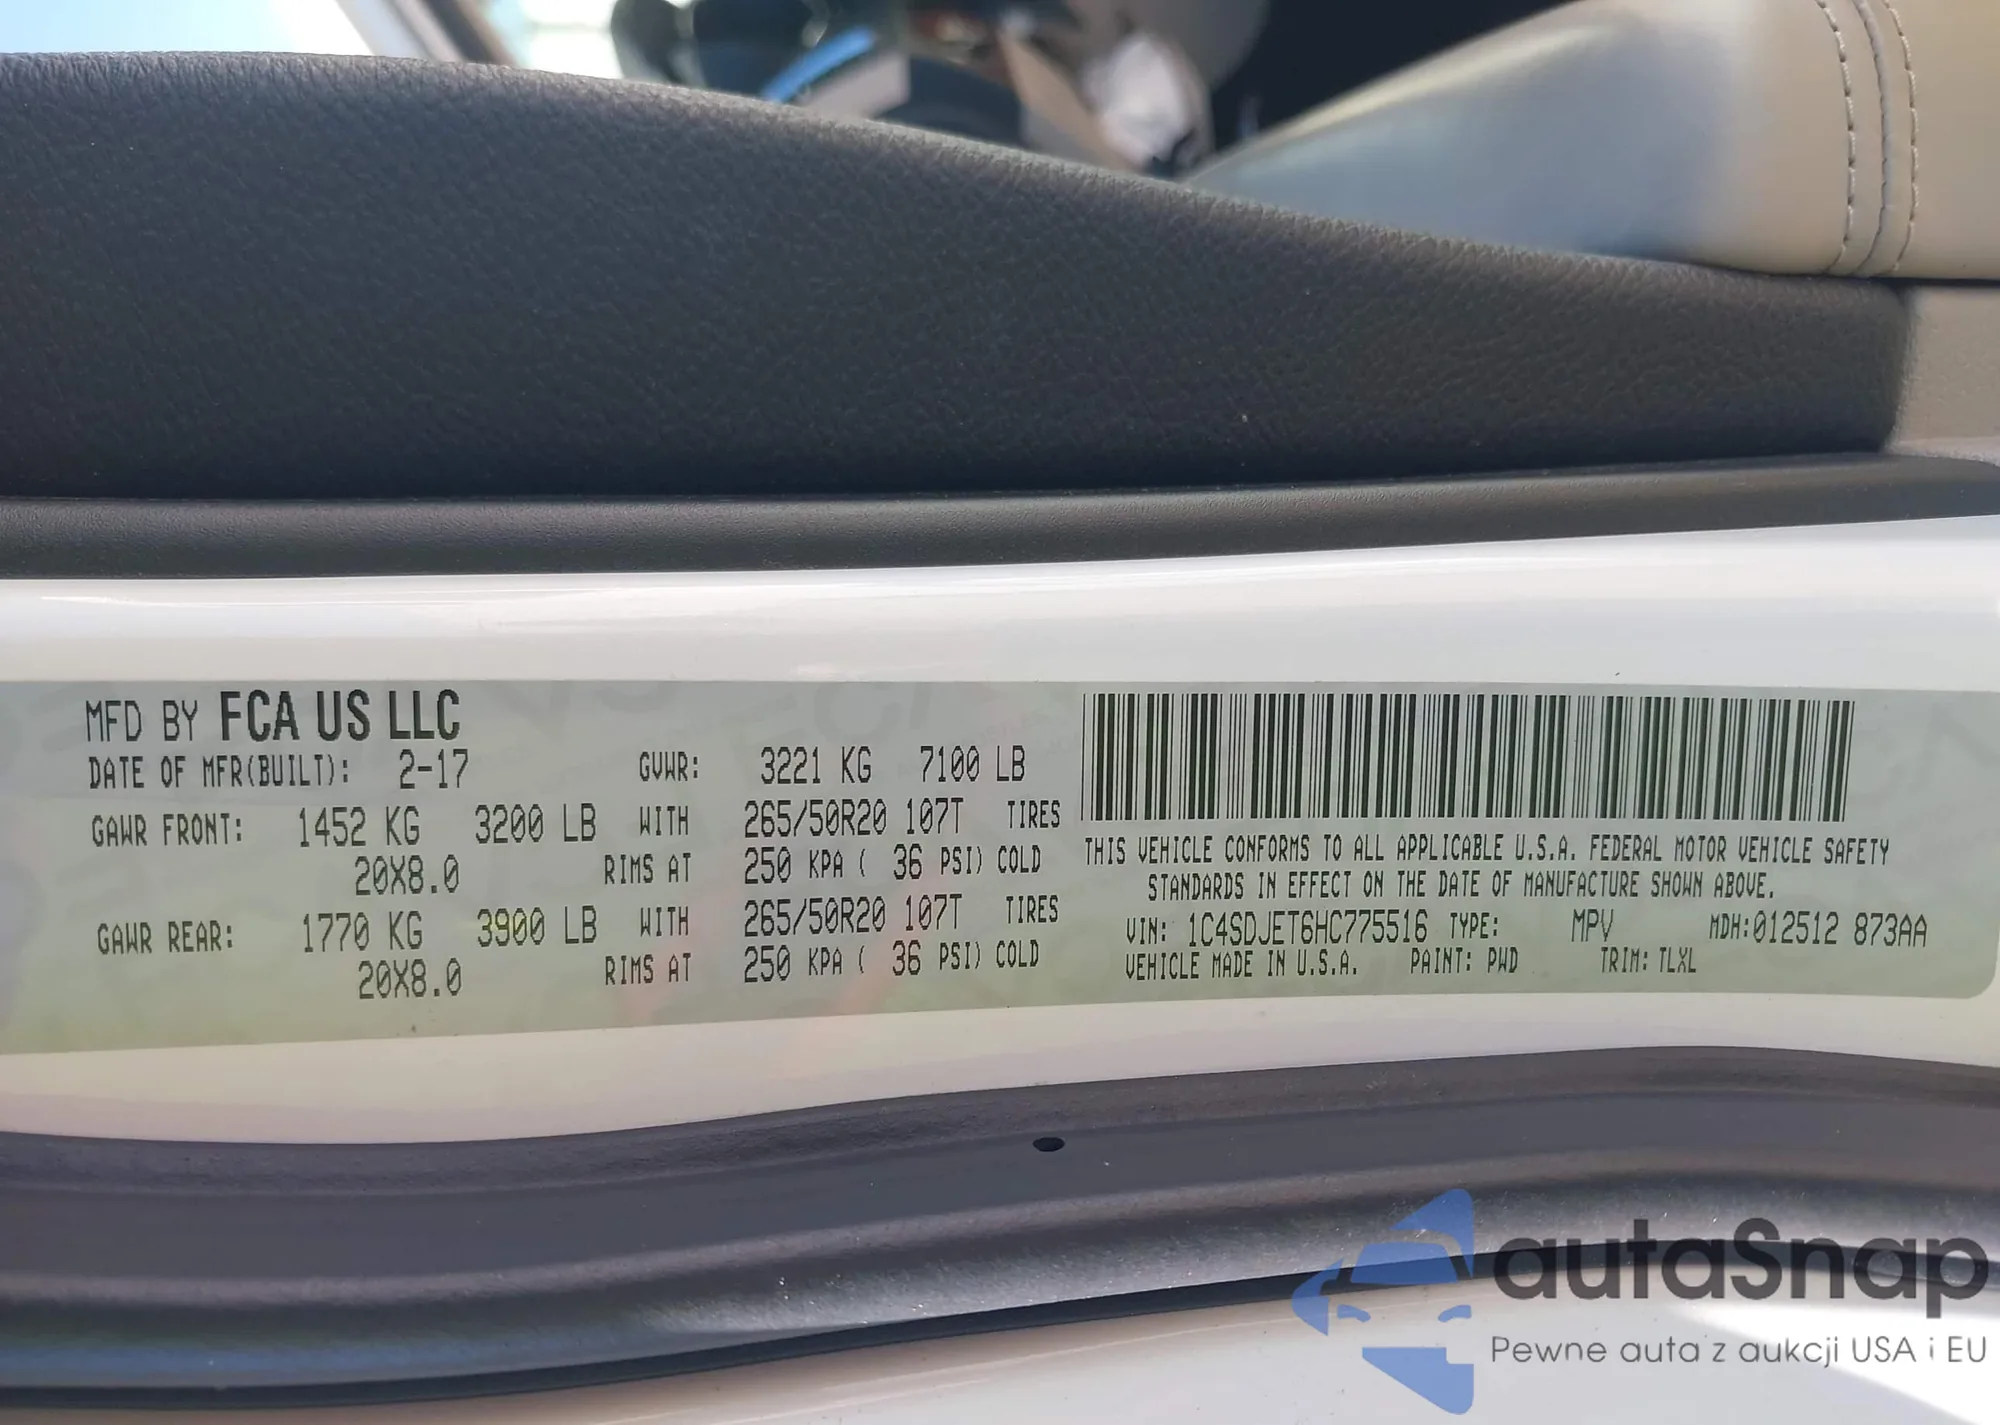 MFD BY FCA US LLC
DATE OF MFR(BUILT): 2-17 GVWR: 3221 KG 7100 LB
GAWR FRONT: 1452 KG 3200 LB WITH 265/50R20 107T TIRES
20X8.0 RIMS AT 250 KPA ( 36 PSI) COLD
GAWR REAR: 1770 KG 3900 LB WITH 265/50R20 107T TIRES
20X8.0 RIMS AT 250 KPA ( 36 PSI) COLD
THIS VEHICLE CONFORMS TO ALL APPLICABLE U.S.A. FEDERAL MOTOR VEHICLE SAFETY
STANDARDS IN EFFECT ON THE DATE OF MANUFACTURE SHOWN ABOVE.
VIN: 1C4SDJET6HC775516 TYPE: MPV MDH:012512 873AA
VEHICLE MADE IN U.S.A. PAINT: PWD TRIM: TLXL
autaSnap
Pewne auta z aukcji USA i EU